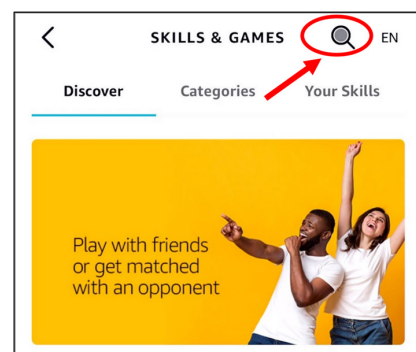 SKILLS & GAMES EN
Discover Categories Your Skills
Play with friends
or get matched
with an opponent